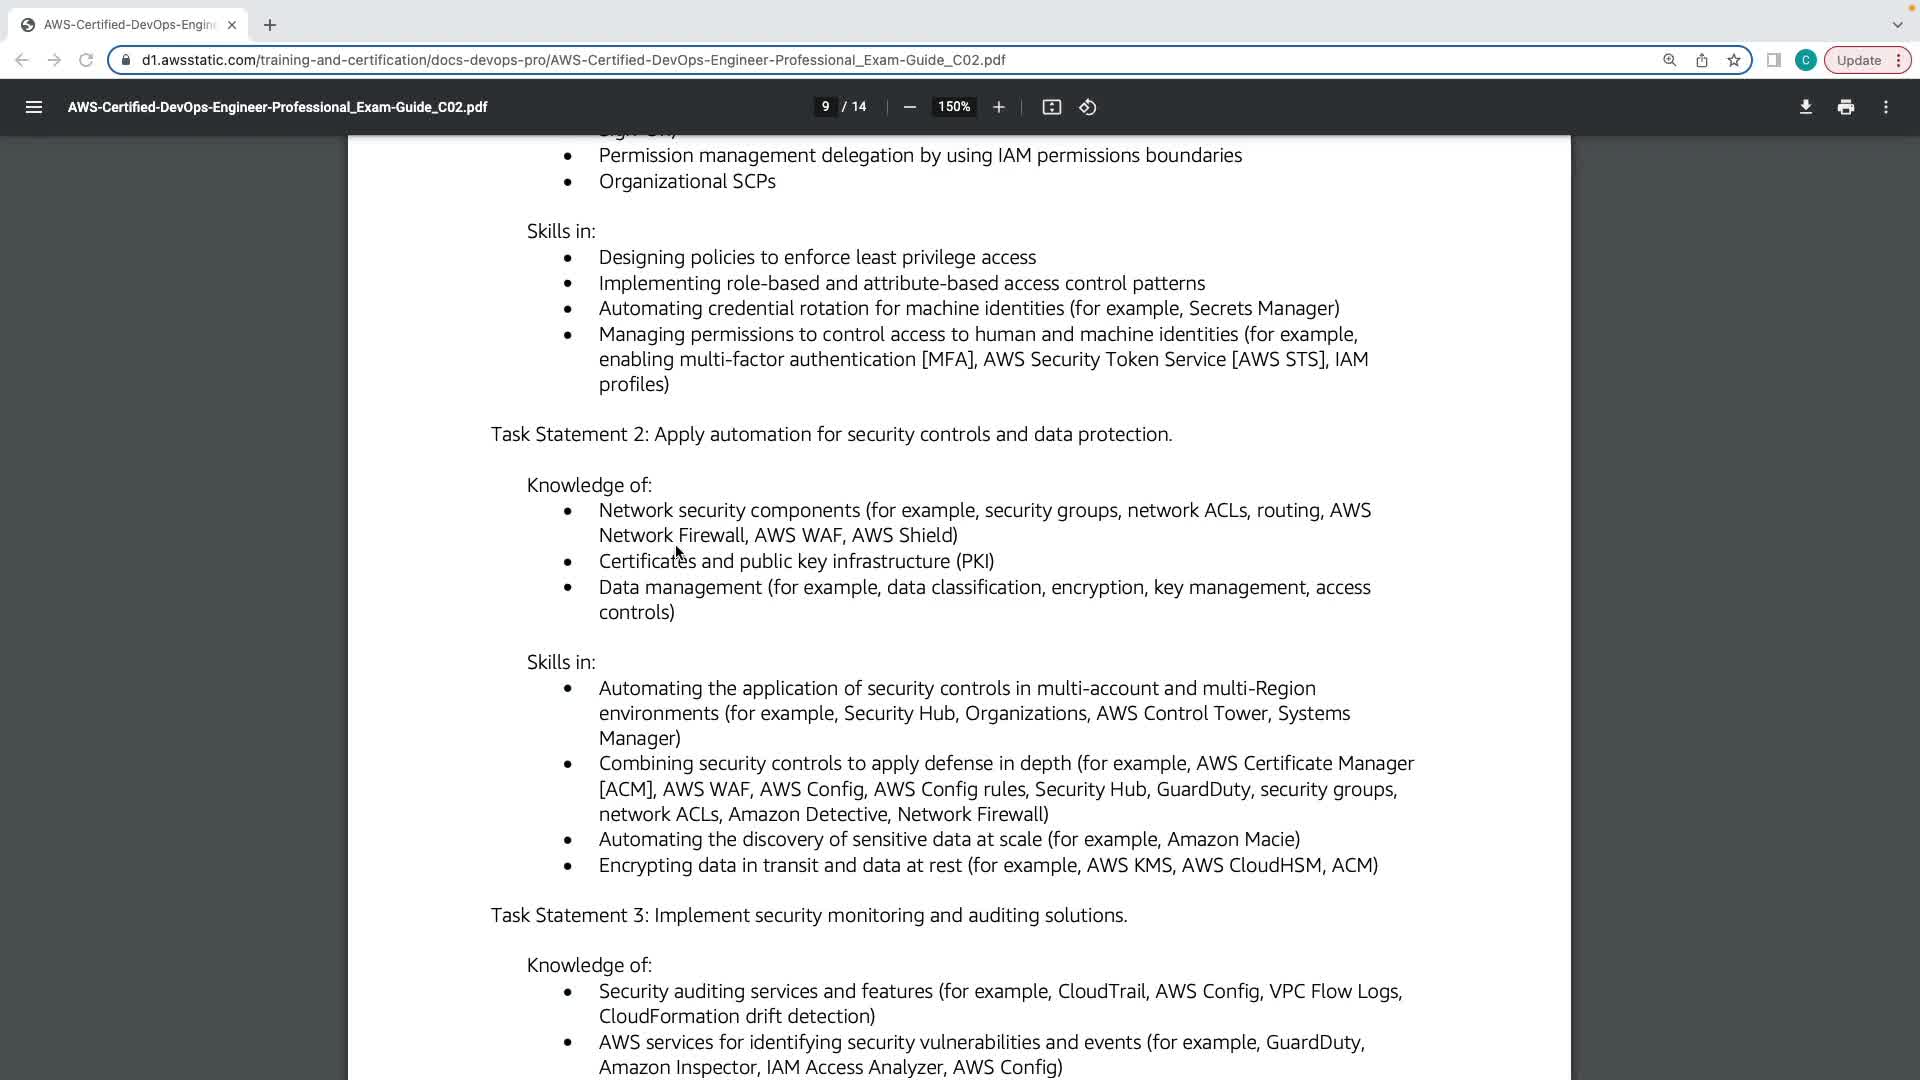 AWS-Certified-DevOps-Engin
d1.awsstatic.com/training-and-certification/docs-devops-pro/AWS-Certified-DevOps-Engineer-Professional_Exam-Guide_C02.pdf
C
Update
AWS-Certified-DevOps-Engineer-Professional_Exam-Guide_C02.pdf
9 / 14
150%
• Permission management delegation by using IAM permissions boundaries
• Organizational SCPs
Skills in:
• Designing policies to enforce least privilege access
• Implementing role-based and attribute-based access control patterns
• Automating credential rotation for machine identities (for example, Secrets Manager)
• Managing permissions to control access to human and machine identities (for example,
enabling multi-factor authentication [MFA], AWS Security Token Service [AWS STS], IAM
profiles)
Task Statement 2: Apply automation for security controls and data protection.
Knowledge of:
• Network security components (for example, security groups, network ACLs, routing, AWS
Network Firewall, AWS WAF, AWS Shield)
• Certificates and public key infrastructure (PKI)
• Data management (for example, data classification, encryption, key management, access
controls)
Skills in:
• Automating the application of security controls in multi-account and multi-Region
environments (for example, Security Hub, Organizations, AWS Control Tower, Systems
Manager)
• Combining security controls to apply defense in depth (for example, AWS Certificate Manager
[ACM], AWS WAF, AWS Config, AWS Config rules, Security Hub, GuardDuty, security groups,
network ACLs, Amazon Detective, Network Firewall)
• Automating the discovery of sensitive data at scale (for example, Amazon Macie)
• Encrypting data in transit and data at rest (for example, AWS KMS, AWS CloudHSM, ACM)
Task Statement 3: Implement security monitoring and auditing solutions.
Knowledge of:
• Security auditing services and features (for example, CloudTrail, AWS Config, VPC Flow Logs,
CloudFormation drift detection)
• AWS services for identifying security vulnerabilities and events (for example, GuardDuty,
Amazon Inspector, IAM Access Analyzer, AWS Config)